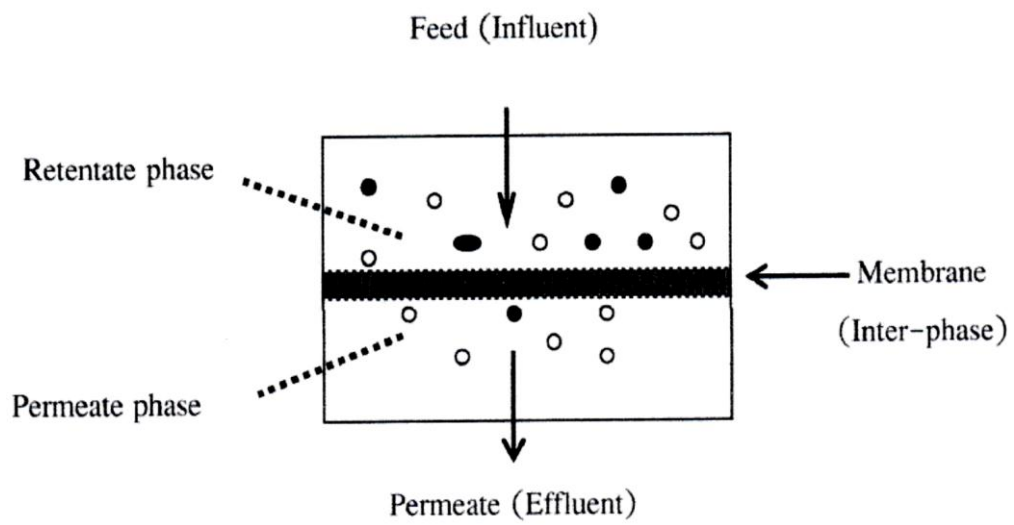 Feed (Influent)
Retentate phase
Membrane
(Inter-phase)
Permeate phase
Permeate (Effluent)